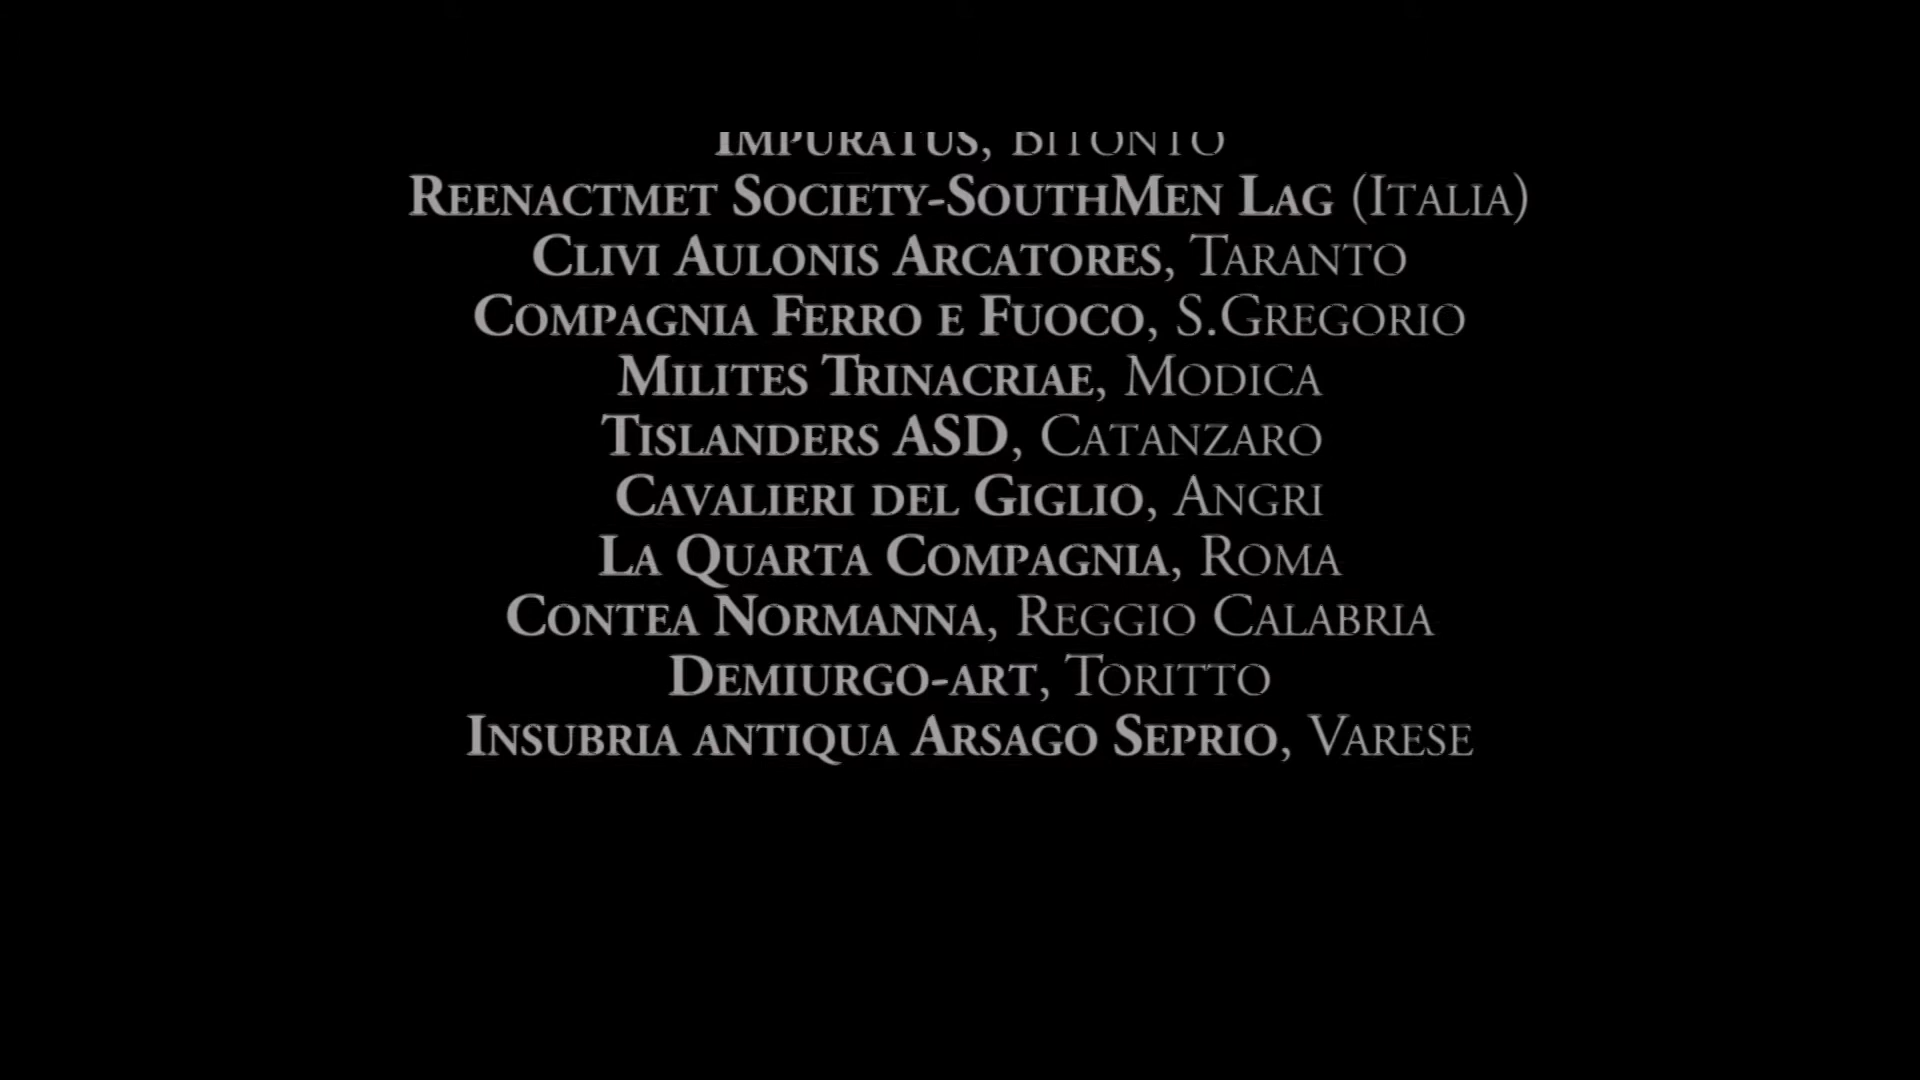 Impuratus, Bitonto
Reenactmet Society-SouthMen Lag (Italia)
Clivi Aulonis Arcatores, Taranto
Compagnia Ferro e Fuoco, S.Gregorio
Milites Trinacriae, Modica
Tislanders ASD, Catanzaro
Cavalieri del Giglio, Angri
La Quarta Compagnia, Roma
Contea Normanna, Reggio Calabria
Demiurgo-art, Toritto
Insubria antiqua Arsago Seprio, Varese